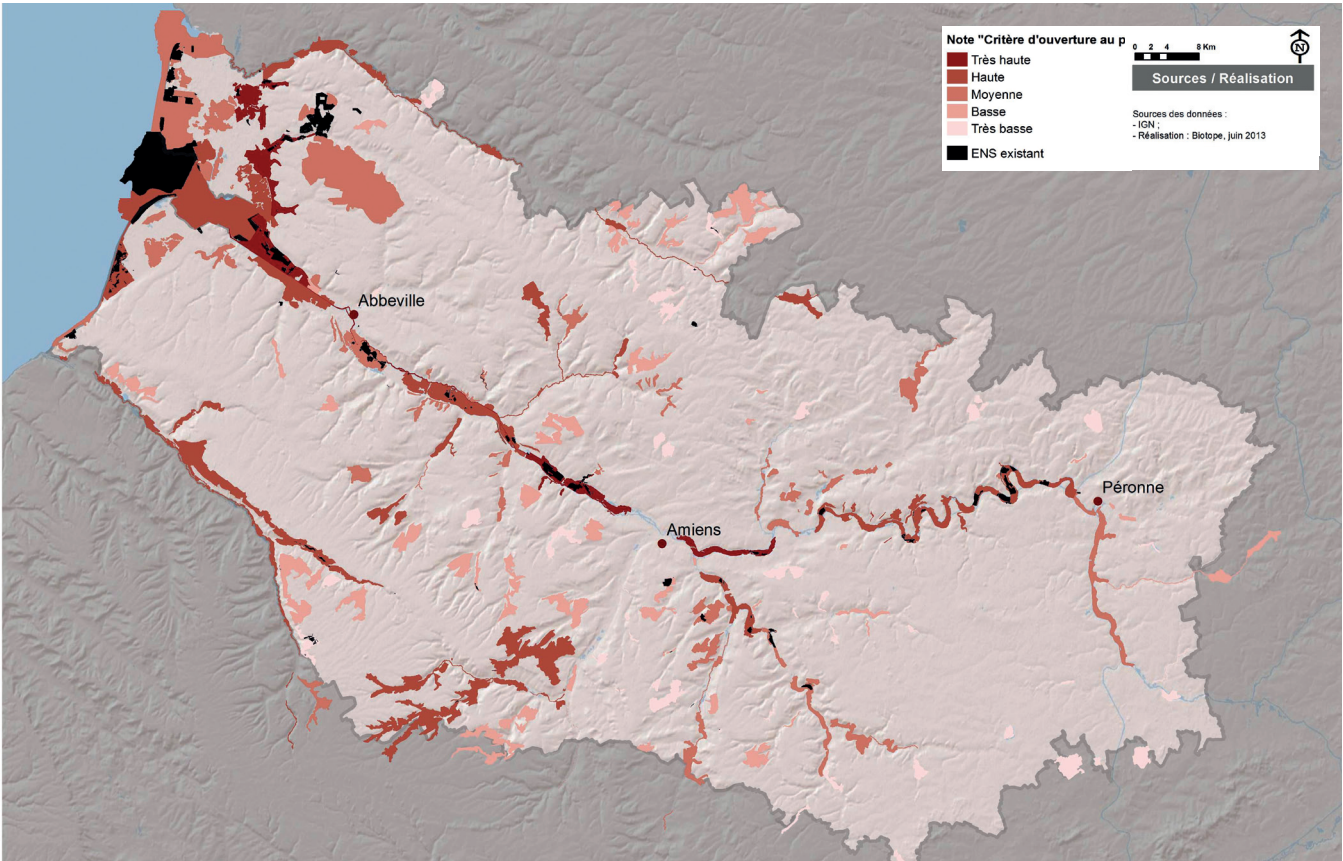 Note "Critère d'ouverture au p
Très haute
Haute
Moyenne
Basse
Très basse
ENS existant
0 2 4 8 Km
N
Sources / Réalisation
Sources des données :
- IGN ;
- Réalisation : Biotope, juin 2013
Abbeville
Péronne
Amiens